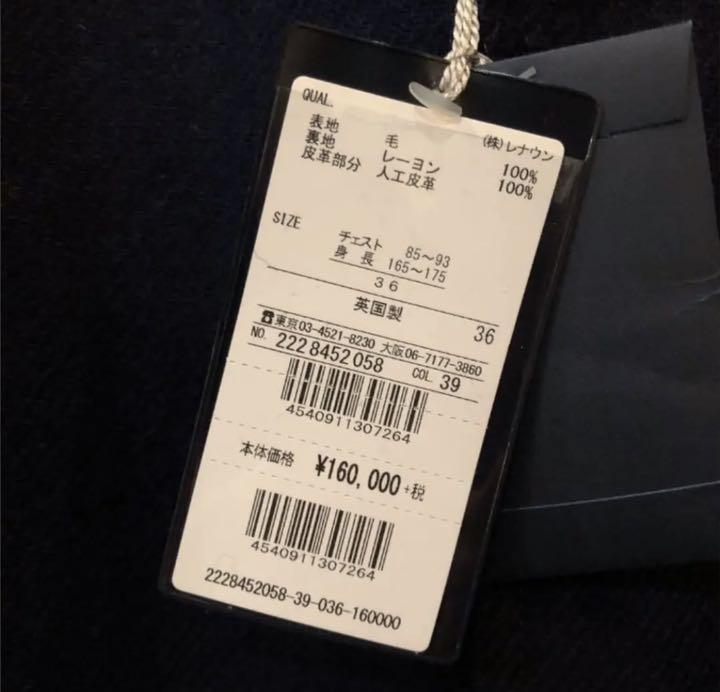 QUAL.
(株)レナウン
表地 毛 100%
裏地 レーヨン 100%
皮革部分 人工皮革
SIZE
チェスト 85～93
身長 165～175
36
英国製 36
☎東京03-4521-8230 大阪06-7177-3860
NO. 2228452058 COL. 39
4540911307264
本体価格 ¥160,000+税
4540911307264
2228452058-39-036-160000